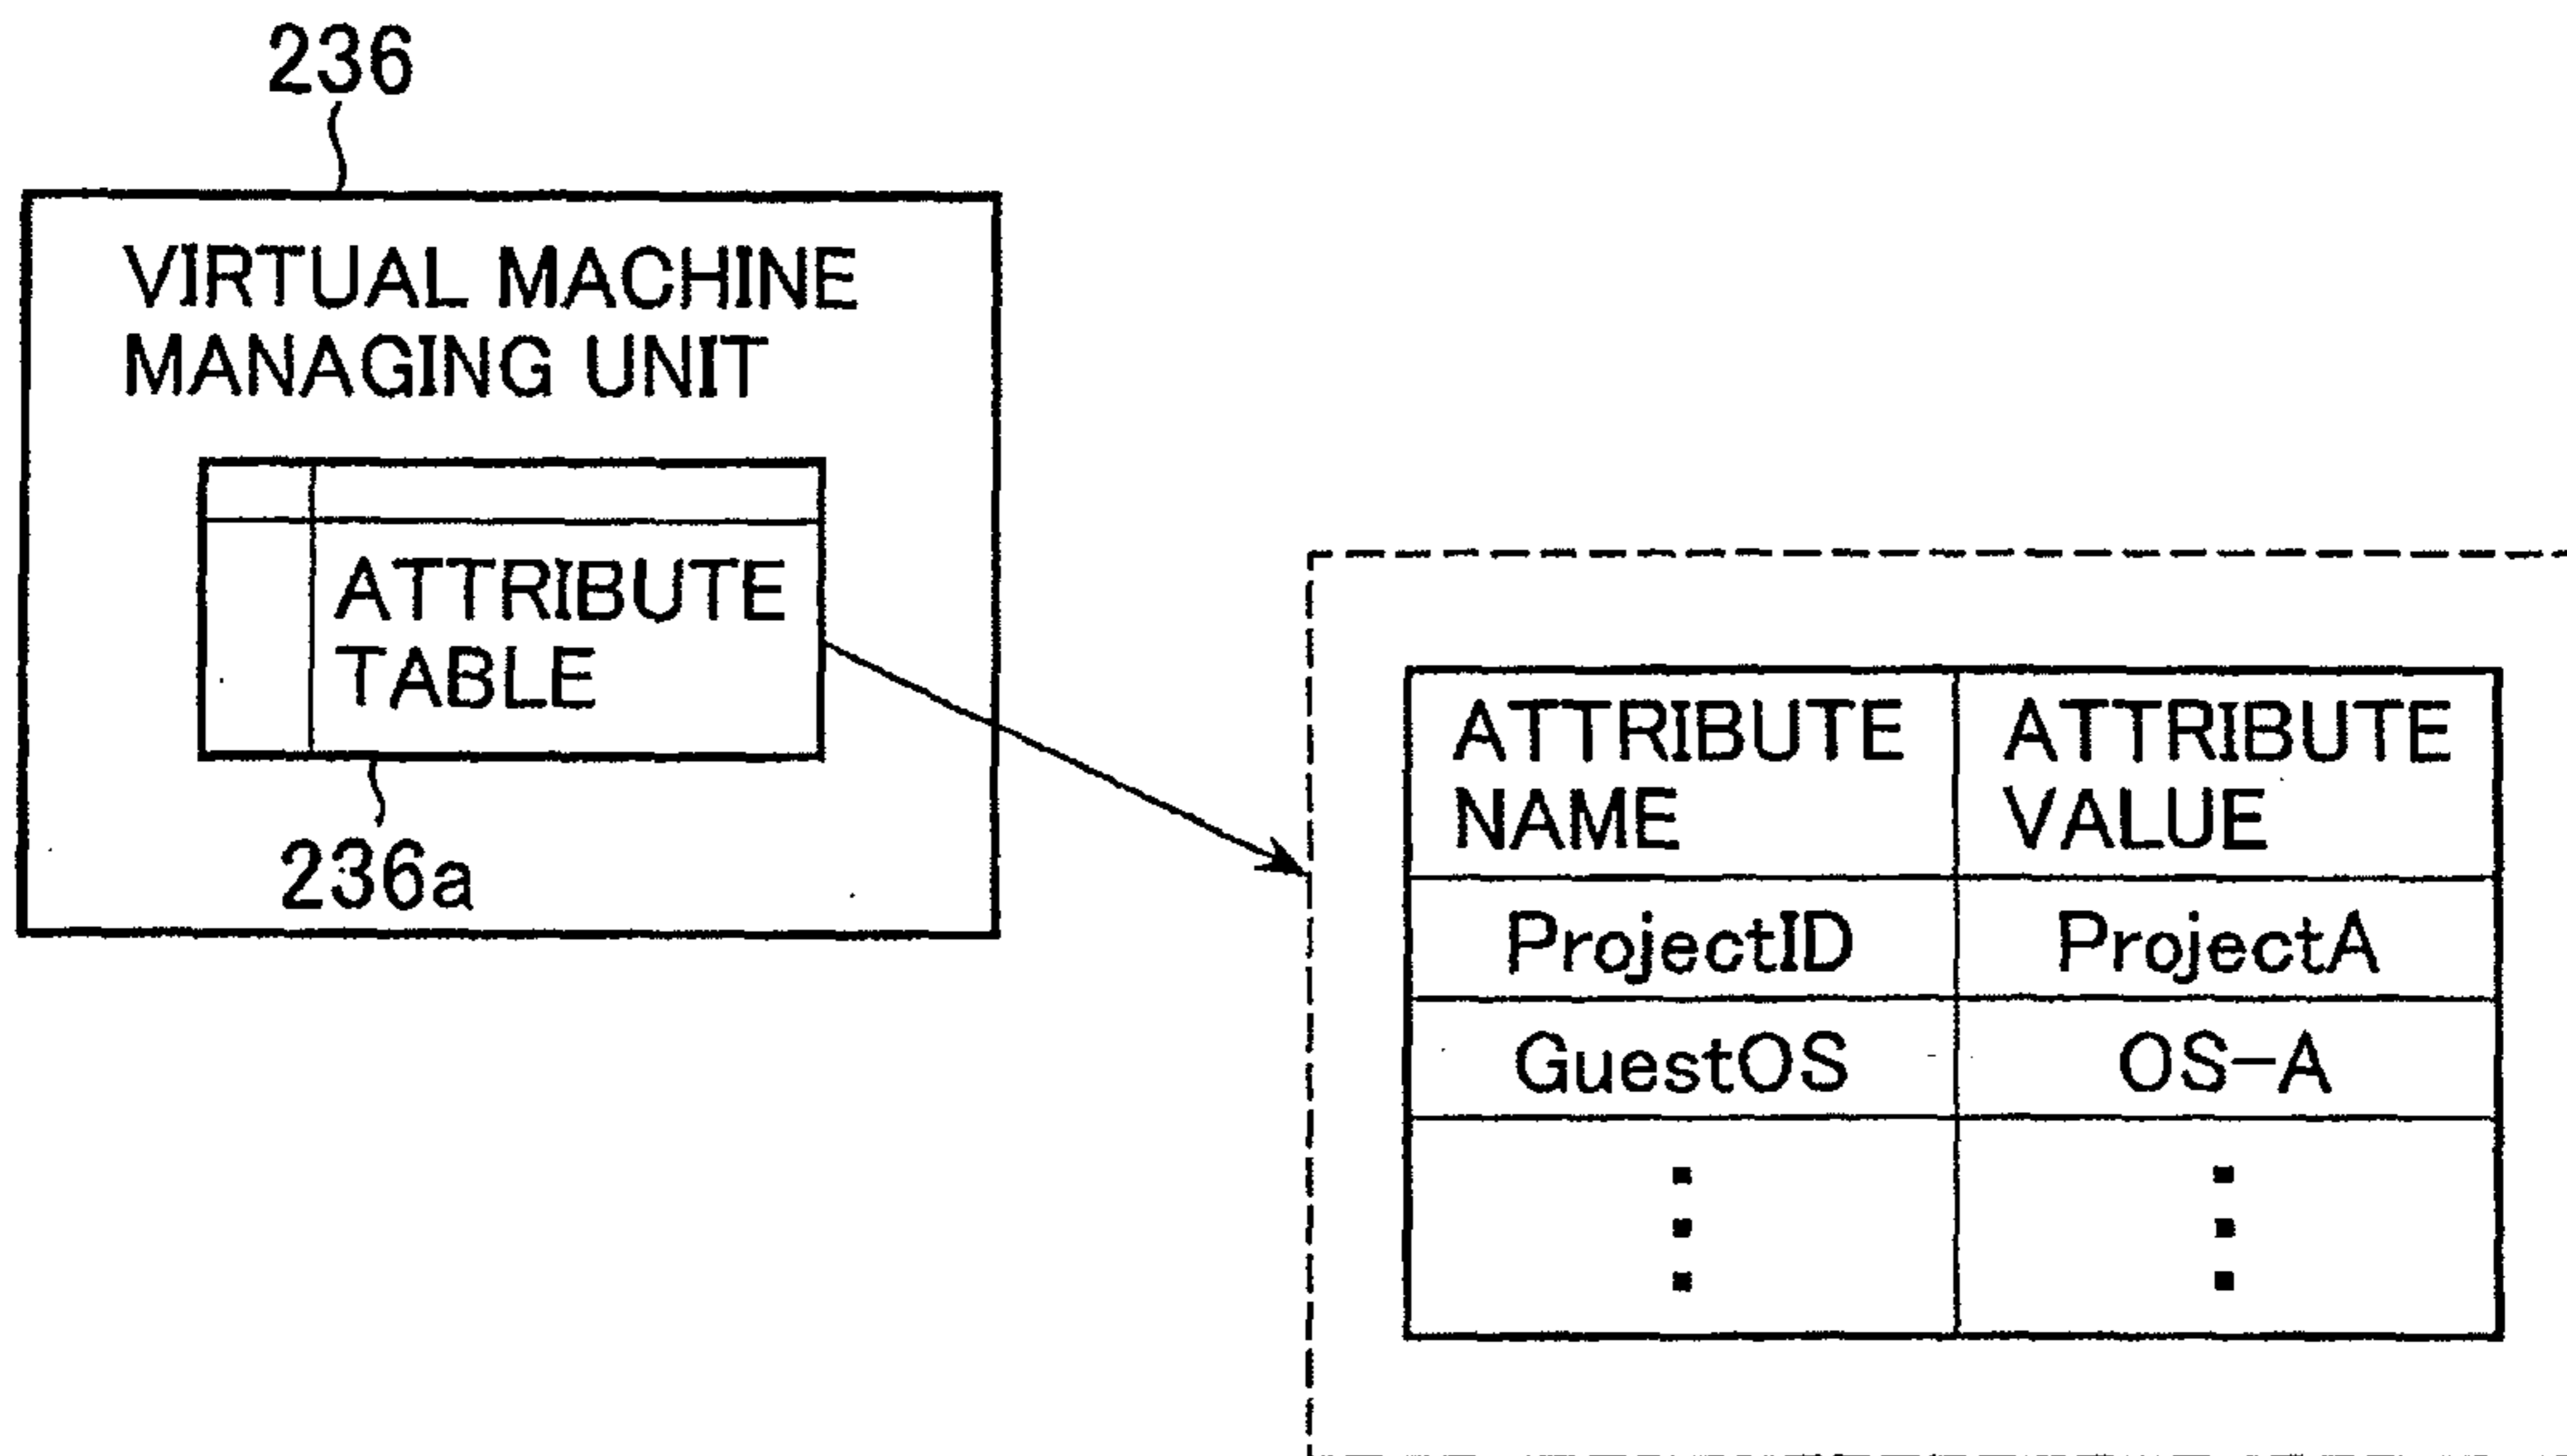 236
VIRTUAL MACHINE
MANAGING UNIT
ATTRIBUTE
TABLE
236a
ATTRIBUTE NAME
ATTRIBUTE VALUE
ProjectID ProjectA
GuestOS OS-A